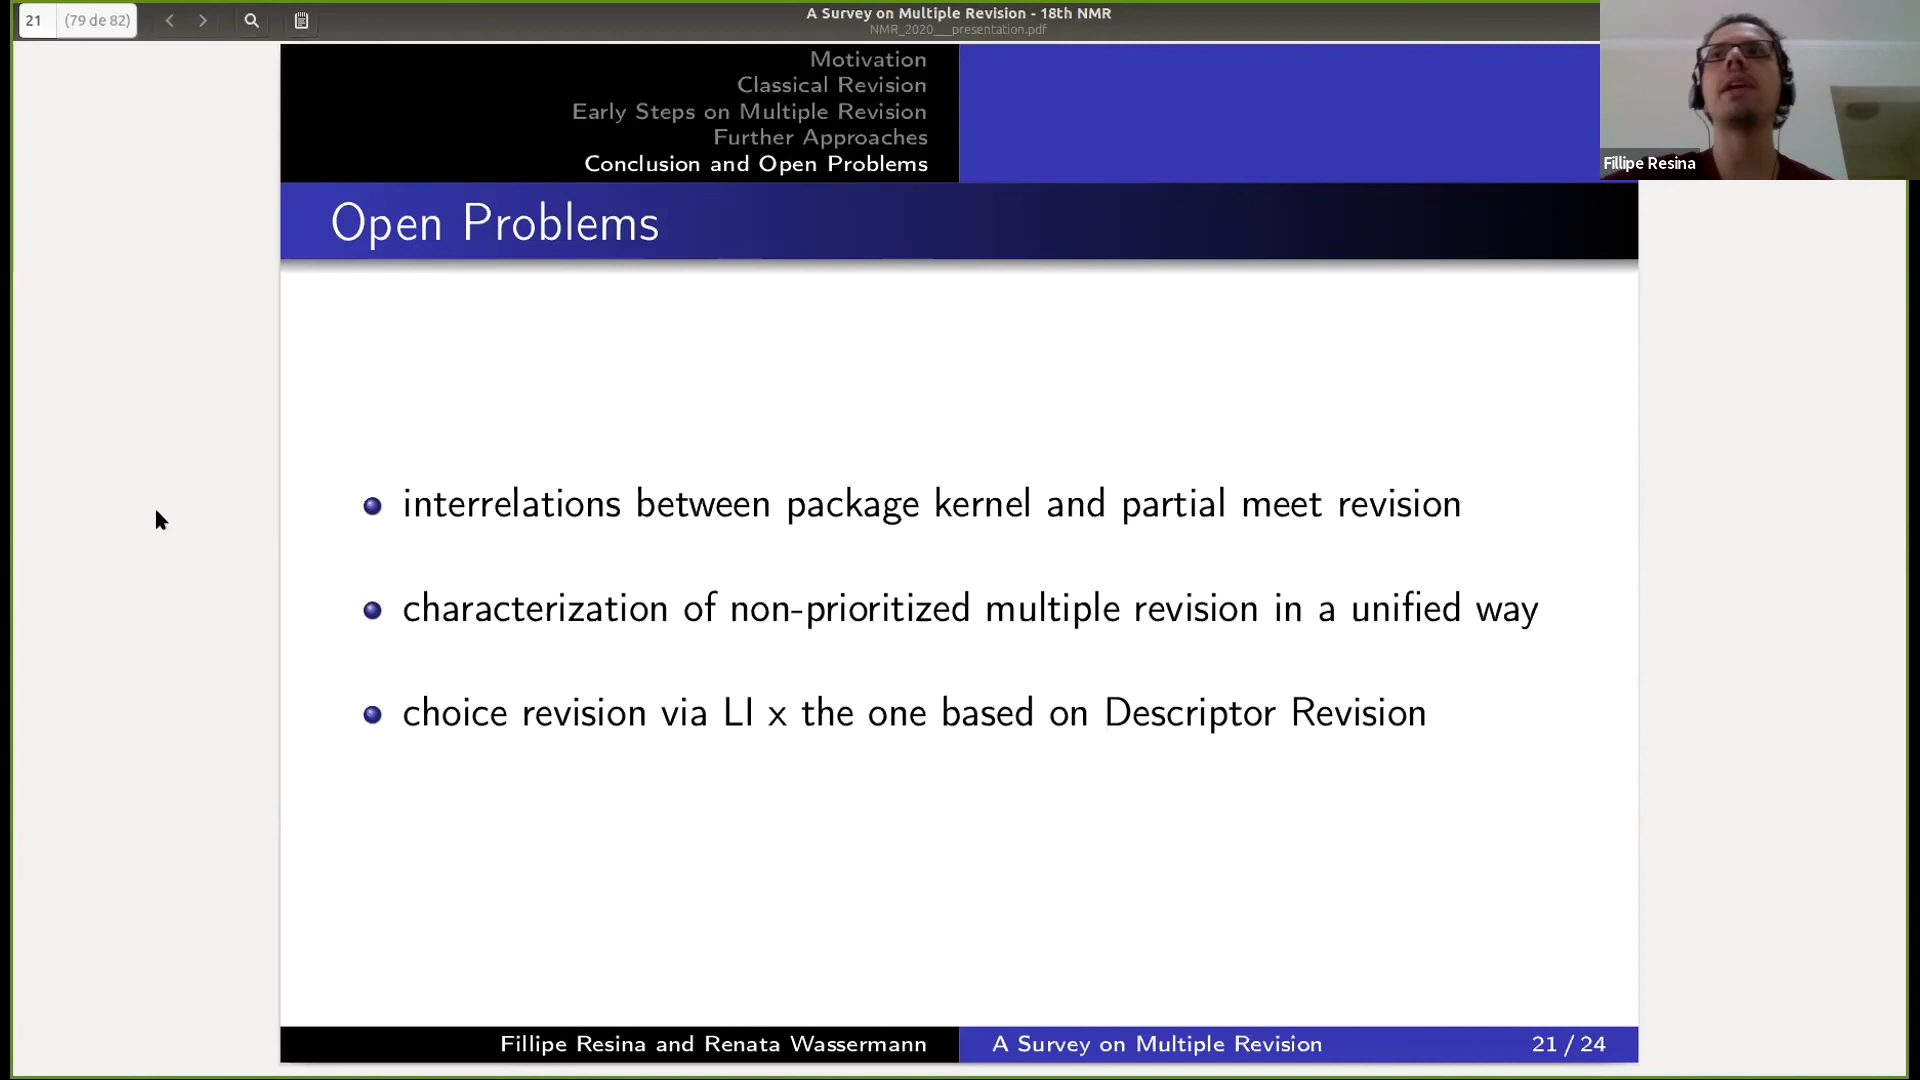 21 (79 de 82)
A Survey on Multiple Revision - 18th NMR
NMR_2020___presentation.pdf
Motivation
Classical Revision
Early Steps on Multiple Revision
Further Approaches
Conclusion and Open Problems
Fillipe Resina
Open Problems
interrelations between package kernel and partial meet revision
characterization of non-prioritized multiple revision in a unified way
choice revision via LI x the one based on Descriptor Revision
Fillipe Resina and Renata Wassermann
A Survey on Multiple Revision
21 / 24